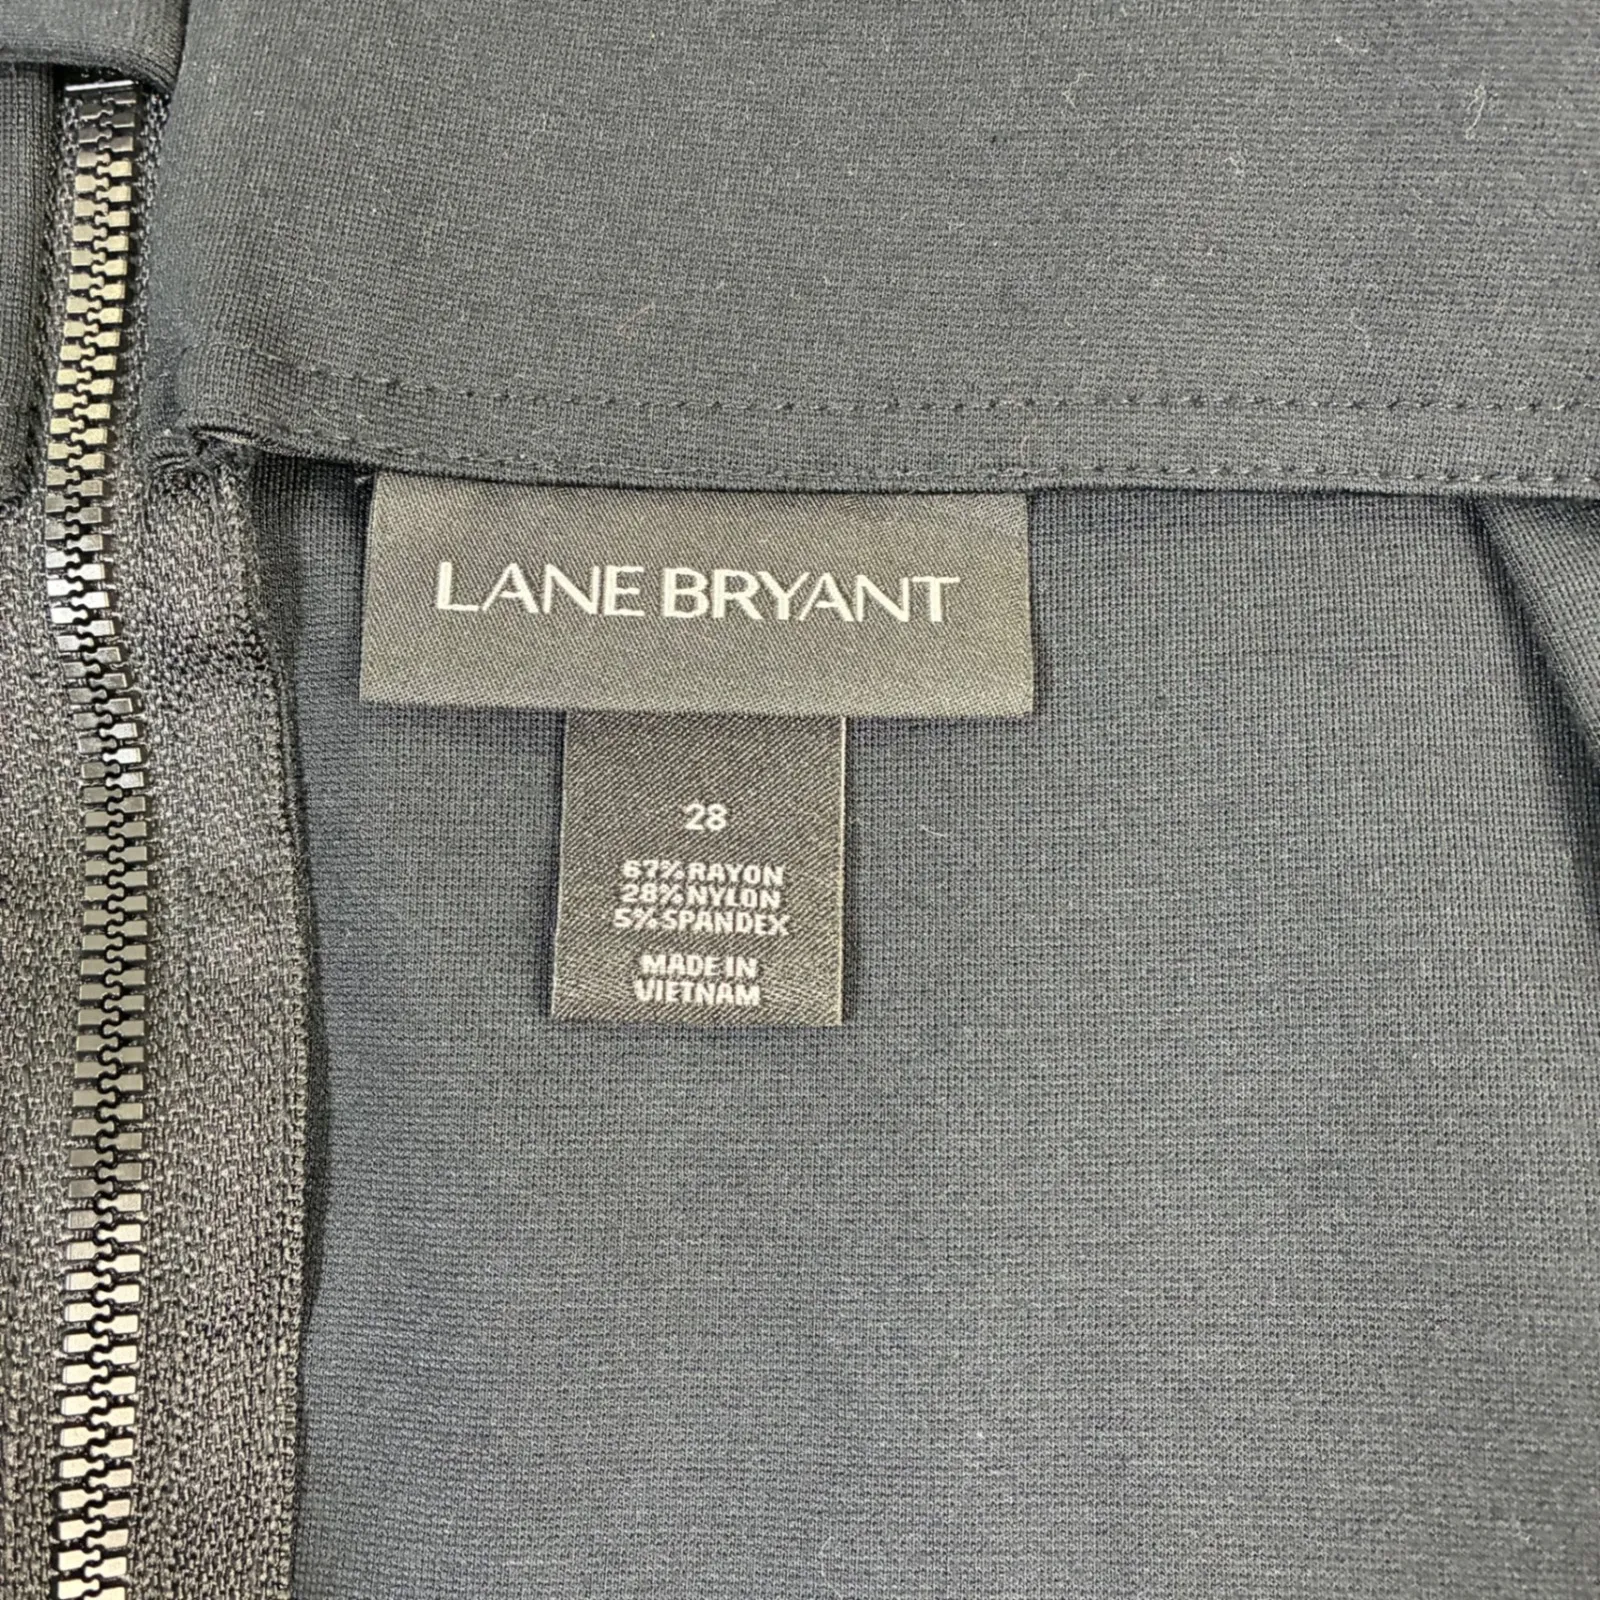 LANE BRYANT
28
67% RAYON
28% NYLON
5% SPANDEX
MADE IN
VIETNAM